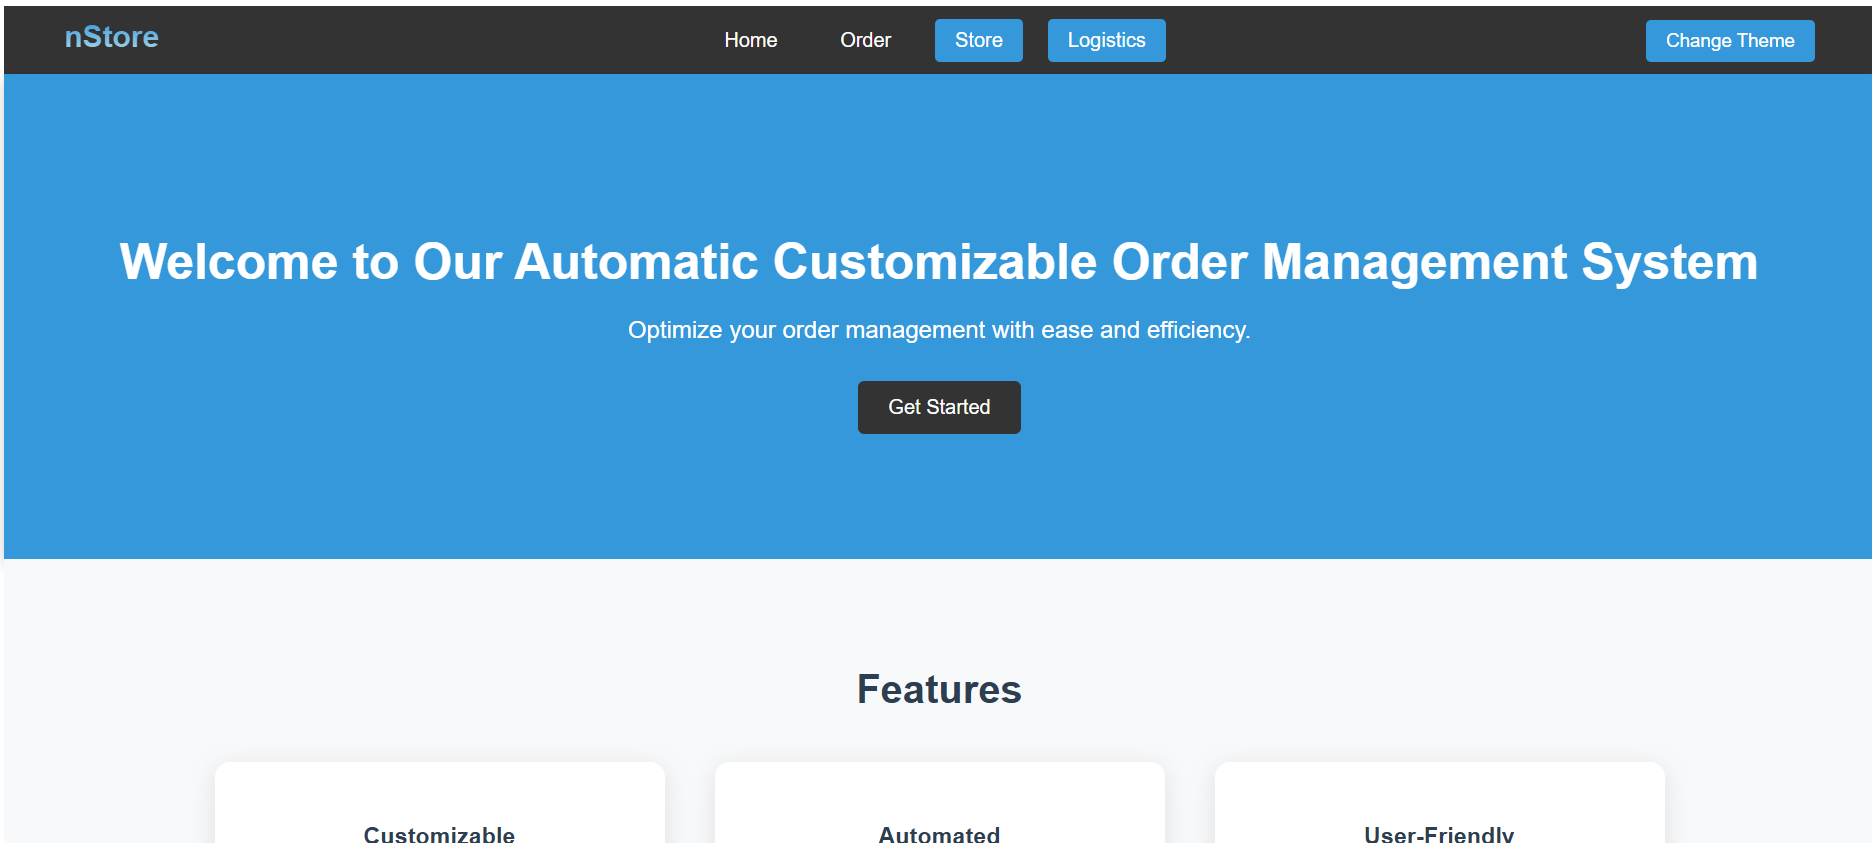 nStore
Home
Order
Store
Logistics
Change Theme
Welcome to Our Automatic Customizable Order Management System
Optimize your order management with ease and efficiency.
Get Started
Features
Customizable
Automated
User-Friendly